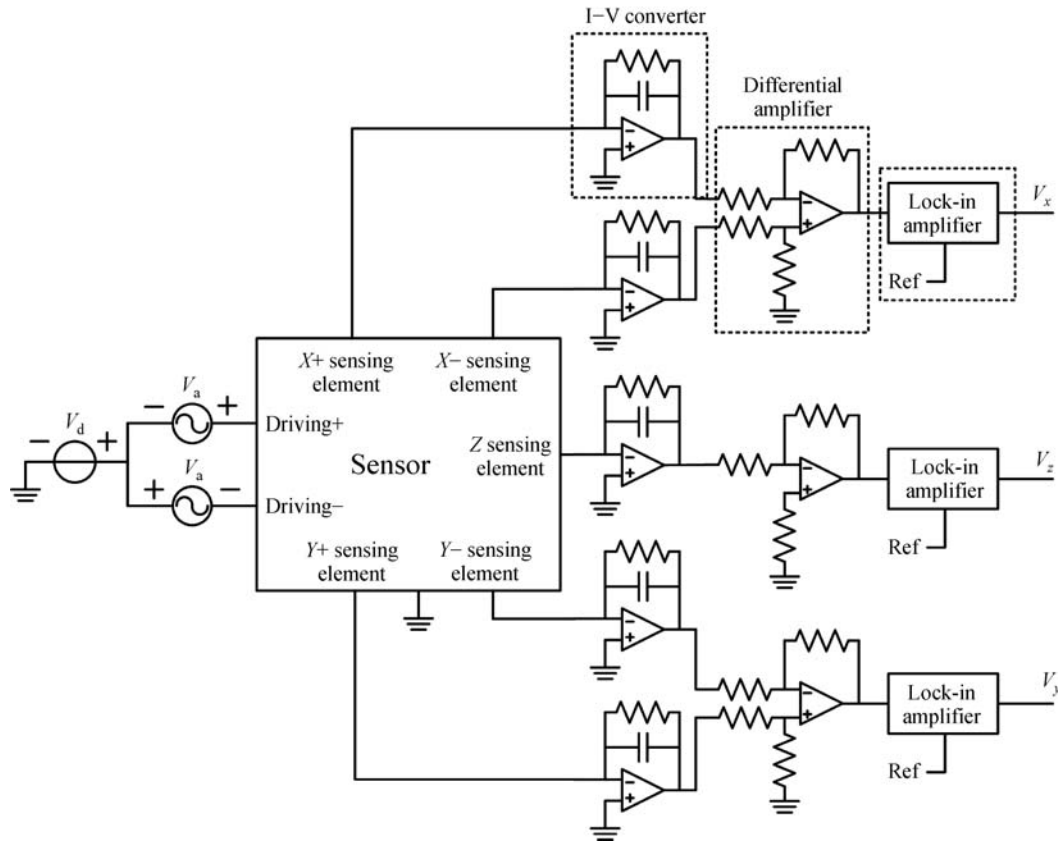 I−V converter
Differential
amplifier
−
+
−
+
Lock-in
amplifier
Vx
Ref
−
+
X+ sensing
element
X− sensing
element
Va
− +
Vd
− +
Driving+
Z sensing
element
Sensor
Va
+ −
Driving−
−
+
−
+
Lock-in
amplifier
Vz
Ref
Y+ sensing
element
Y− sensing
element
−
+
−
+
Lock-in
amplifier
Vy
Ref
−
+